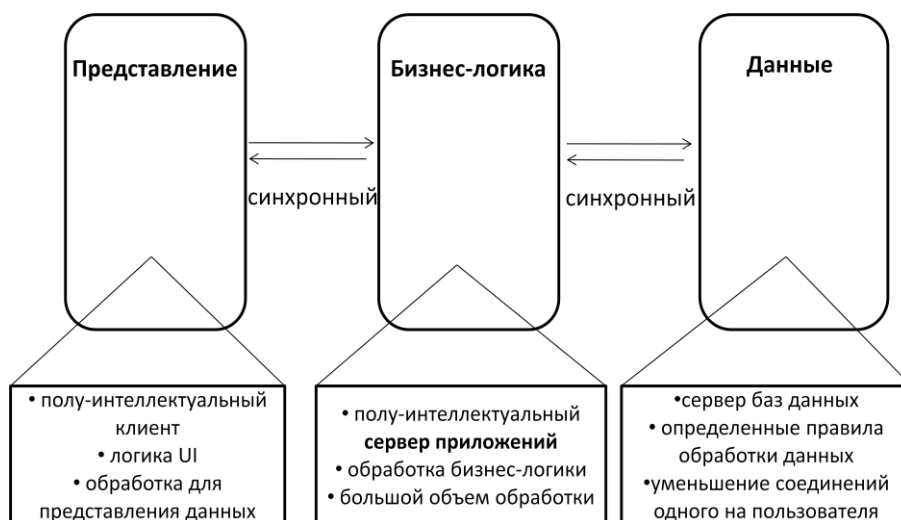 Представление
Бизнес-логика
Данные
синхронный
синхронный
• полу-интеллектуальный
клиент
• логика UI
• обработка для
представления данных
• полу-интеллектуальный
сервер приложений
• обработка бизнес-логики
• большой объем обработки
•сервер баз данных
• определенные правила
обработки данных
•уменьшение соединений
одного на пользователя